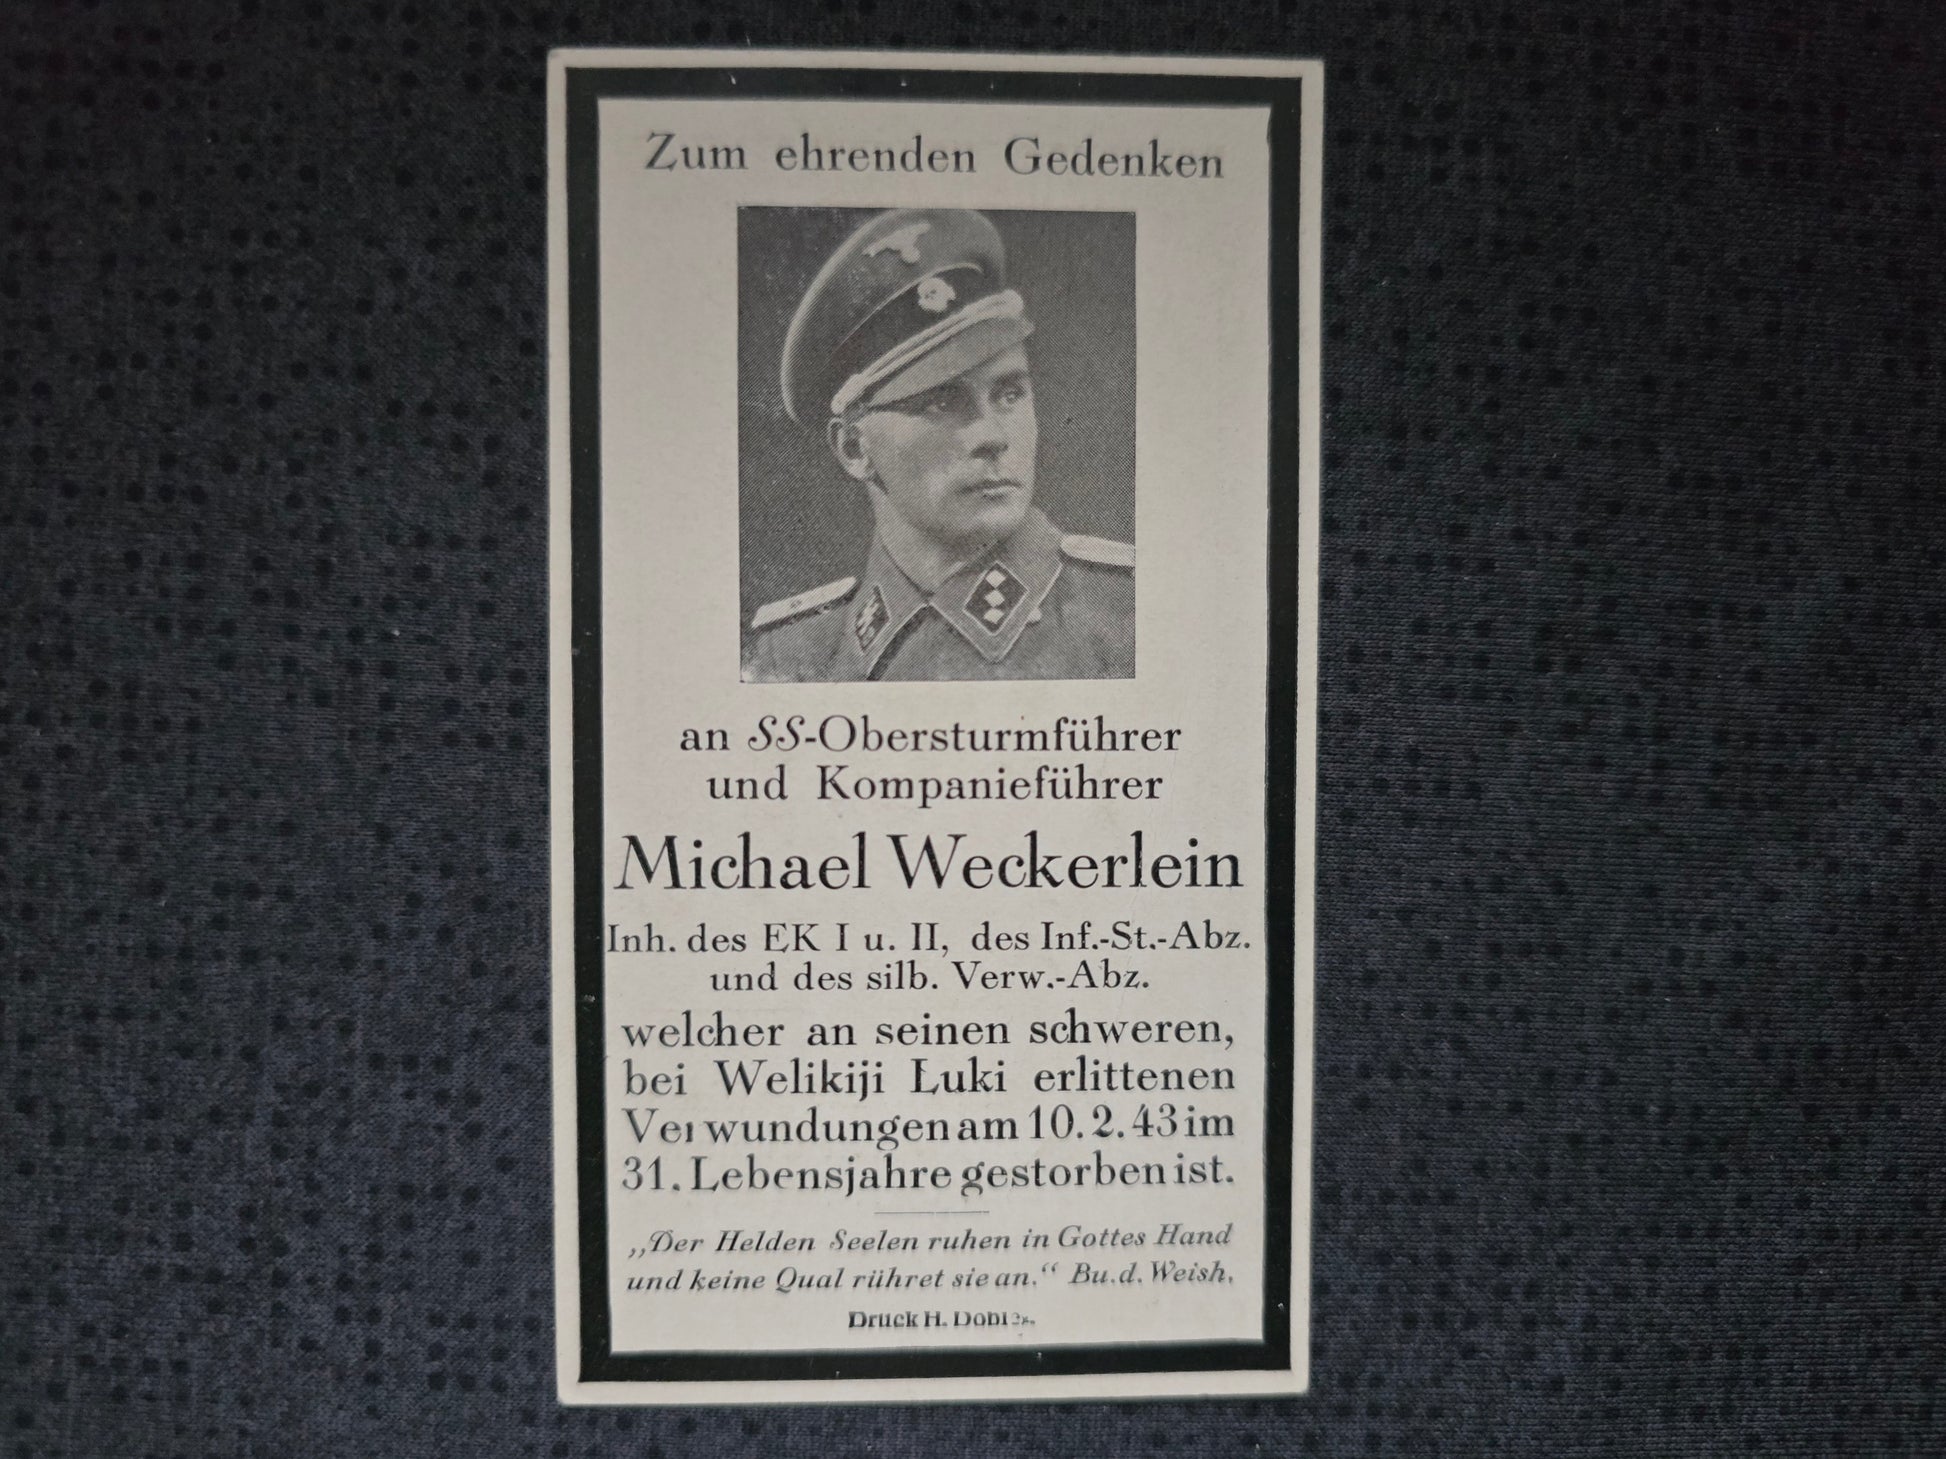 Zum ehrenden Gedenken
an SS-Obersturmführer
und Kompanieführer
Michael Weckerlein
Inh. des EK I u. II, des Inf.-St.-Abz.
und des silb. Verw.-Abz.
welcher an seinen schweren,
bei Welikiji Luki erlittenen
Verwundungen am 10. 2. 43 im
31. Lebensjahre gestorben ist.
„Der Helden Seelen ruhen in Gottes Hand
und keine Qual rühret sie an.“ Bu. d. Weish.
Druck H.